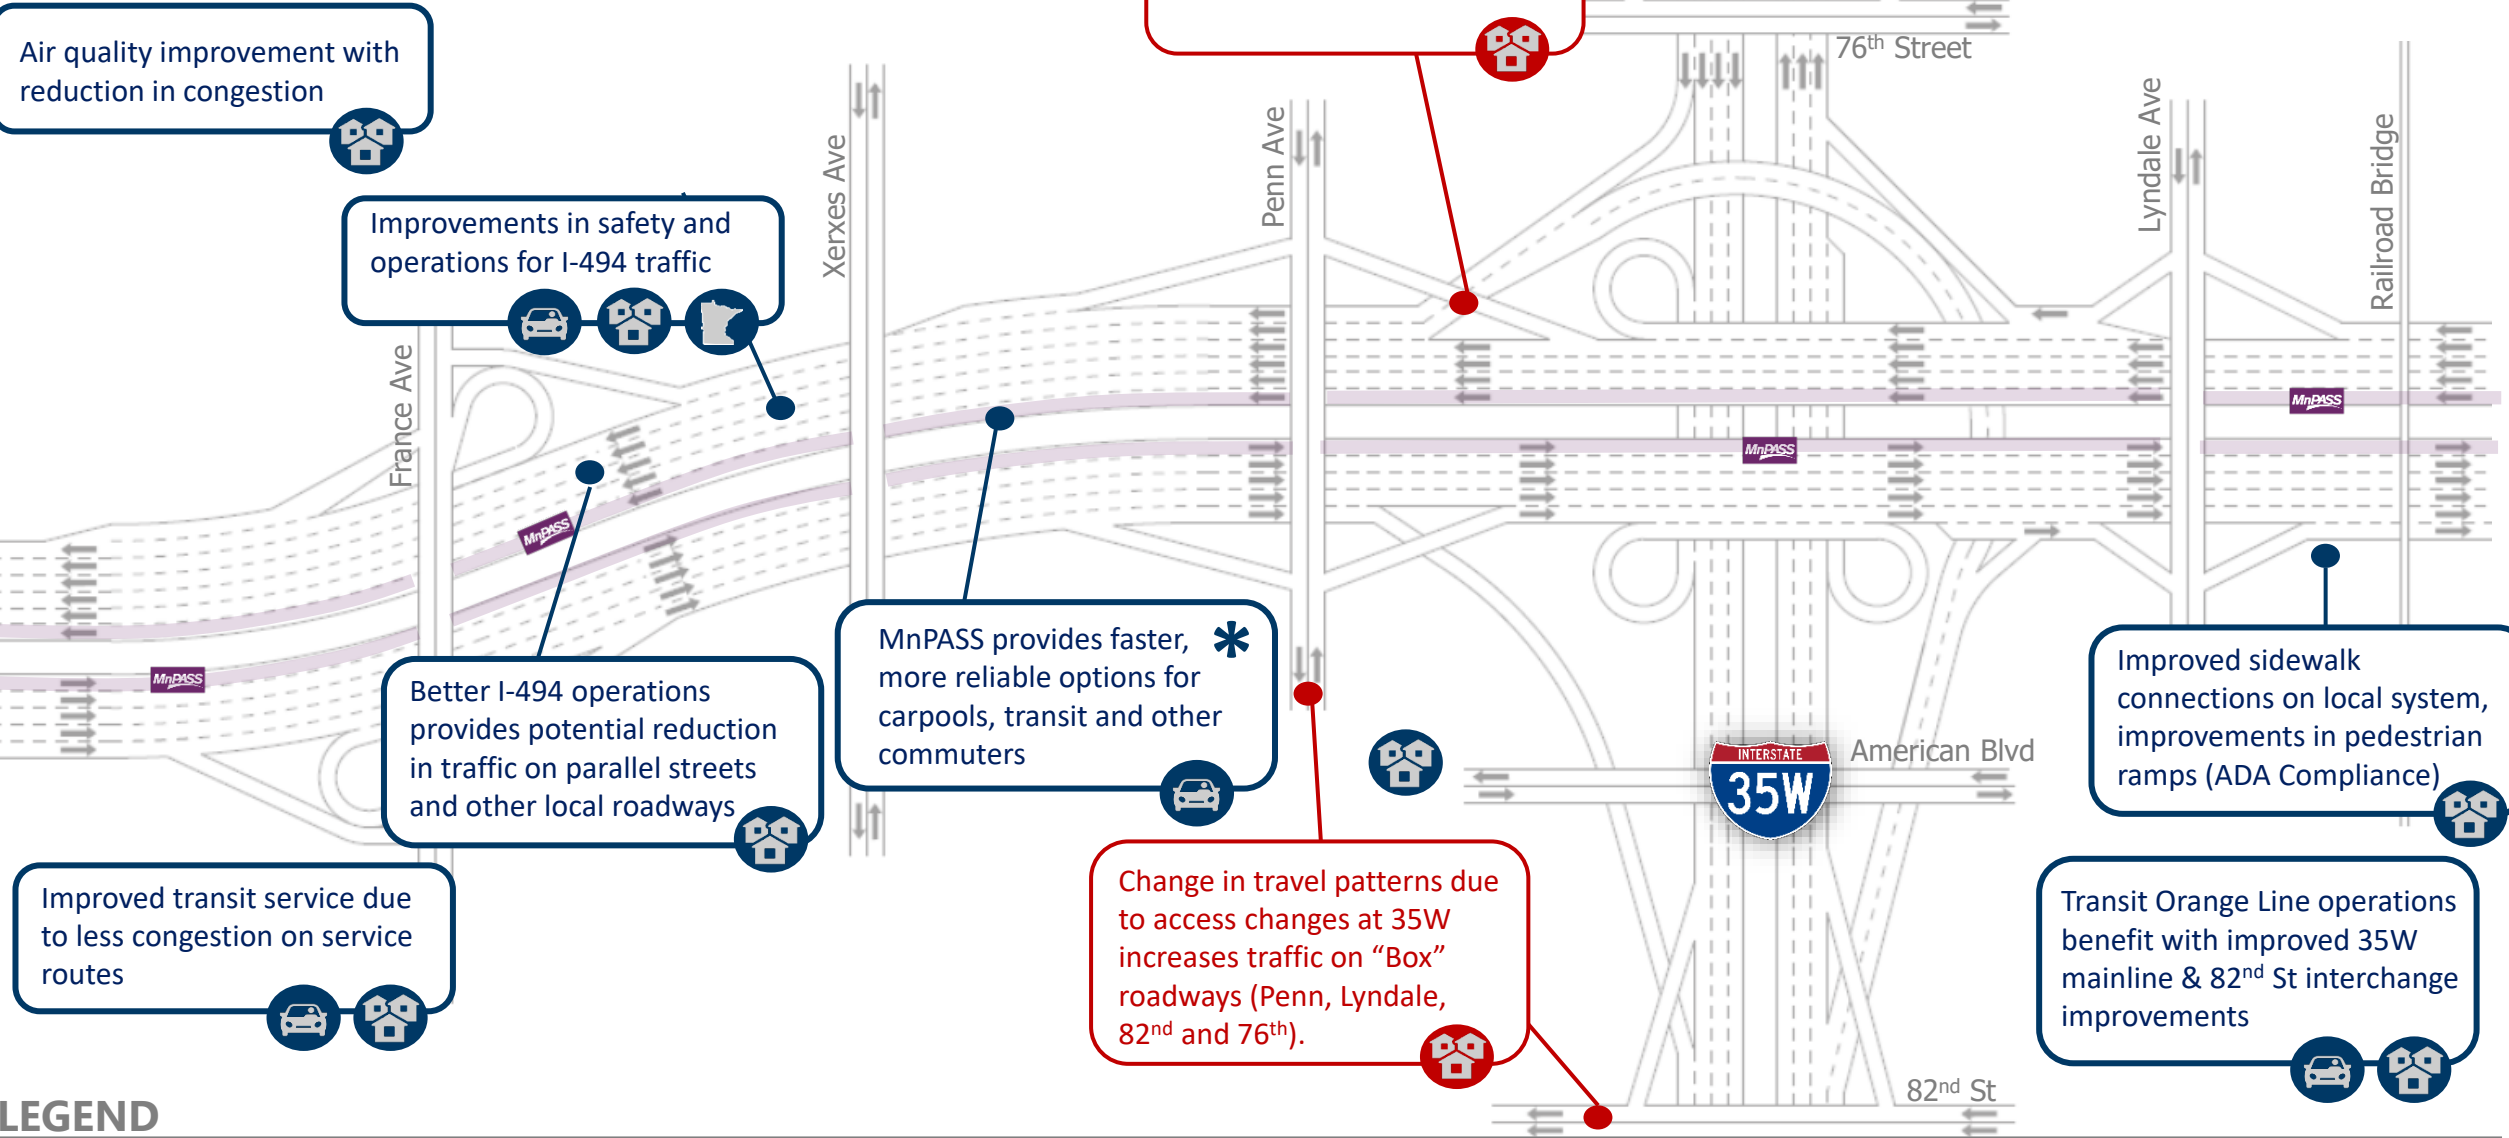 Air quality improvement with
reduction in congestion
76th Street
Improvements in safety and
operations for I-494 traffic
Xerxes Ave
Penn Ave
Lyndale Ave
Railroad Bridge
France Ave
MnPASS
MnPASS
MnPASS
MnPASS
Better I-494 operations
provides potential reduction
in traffic on parallel streets
and other local roadways
MnPASS provides faster, *
more reliable options for
carpools, transit and other
commuters
Improved sidewalk
connections on local system,
improvements in pedestrian
ramps (ADA Compliance)
INTERSTATE
35W
American Blvd
Improved transit service due
to less congestion on service
routes
Change in travel patterns due
to access changes at 35W
increases traffic on “Box”
roadways (Penn, Lyndale,
82nd and 76th).
Transit Orange Line operations
benefit with improved 35W
mainline & 82nd St interchange
improvements
82nd St
LEGEND